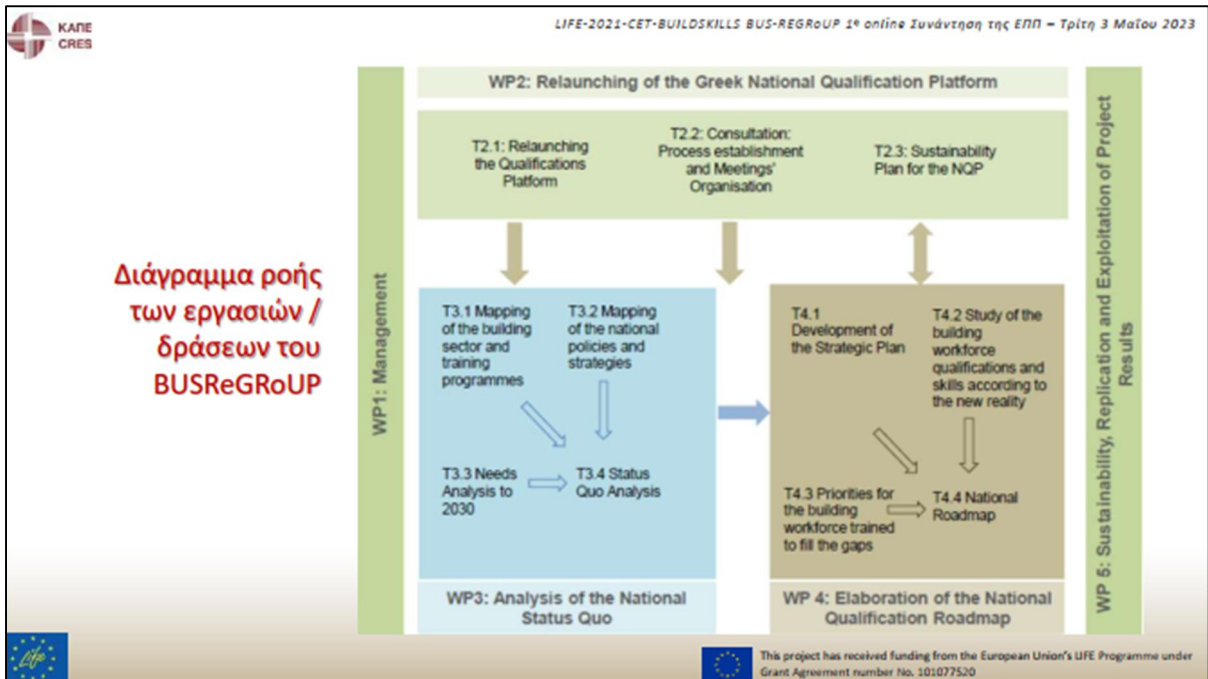 ΚΑΠΕ
CRES
LIFE-2021-CET-BUILDSKILLS BUS-REGRoUP 1η online Συνάντηση της ΕΠΠ – Τρίτη 3 Μαΐου 2023
Διάγραμμα ροής
των εργασιών /
δράσεων του
BUSReGRoUP
WP1: Management
WP2: Relaunching of the Greek National Qualification Platform
T2.1: Relaunching
the Qualifications
Platform
T2.2: Consultation:
Process establishment
and Meetings'
Organisation
T2.3: Sustainability
Plan for the NQP
T3.1 Mapping
of the building
sector and
training
programmes
T3.2 Mapping
of the national
policies and
strategies
T3.3 Needs
Analysis to
2030
T3.4 Status
Quo Analysis
WP3: Analysis of the National
Status Quo
T4.1
Development of
the Strategic Plan
T4.2 Study of the
building
workforce
qualifications and
skills according to
the new reality
T4.3 Priorities for
the building
workforce trained
to fill the gaps
T4.4 National
Roadmap
WP 4: Elaboration of the National
Qualification Roadmap
WP 5: Sustainability, Replication and Exploitation of Project
Results
Life
This project has received funding from the European Union's LIFE Programme under
Grant Agreement number No. 101077520